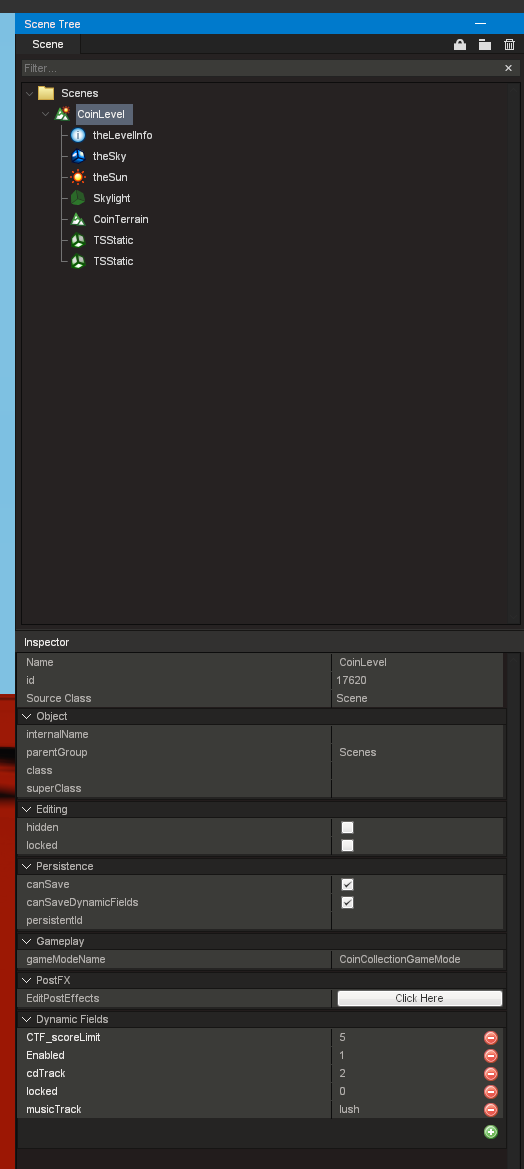 Scene Tree
Scene
Filter...
Scenes
CoinLevel
theLevelInfo
theSky
theSun
Skylight
CoinTerrain
TSStatic
TSStatic
Inspector
Name CoinLevel
id 17620
Source Class Scene
Object
internalName
parentGroup Scenes
class
superClass
Editing
hidden
locked
Persistence
canSave
canSaveDynamicFields
persistentId
Gameplay
gameModeName CoinCollectionGameMode
PostFX
EditPostEffects Click Here
Dynamic Fields
CTF_scoreLimit 5
Enabled 1
cdTrack 2
locked 0
musicTrack lush